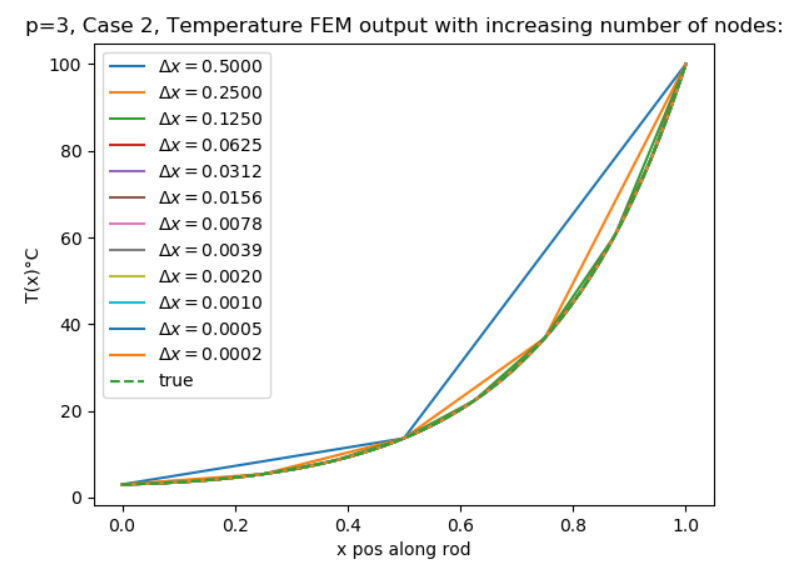 p=3, Case 2, Temperature FEM output with increasing number of nodes:
100
80
60
40
20
0
T(x)°C
Δx = 0.5000
Δx = 0.2500
Δx = 0.1250
Δx = 0.0625
Δx = 0.0312
Δx = 0.0156
Δx = 0.0078
Δx = 0.0039
Δx = 0.0020
Δx = 0.0010
Δx = 0.0005
Δx = 0.0002
true
0.0 0.2 0.4 0.6 0.8 1.0
x pos along rod